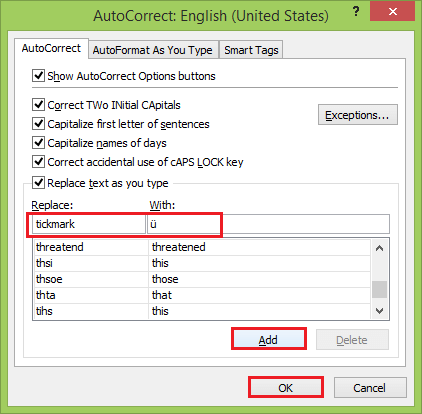 AutoCorrect: English (United States) ?
AutoCorrect AutoFormat As You Type Smart Tags
Show AutoCorrect Options buttons
Correct TWo INitial CApitals
Exceptions...
Capitalize first letter of sentences
Capitalize names of days
Correct accidental use of cAPS LOCK key
Replace text as you type
Replace: With:
tickmark ü
threatend threatened
thsi this
thsoe those
thta that
tihs this
Add Delete
OK Cancel